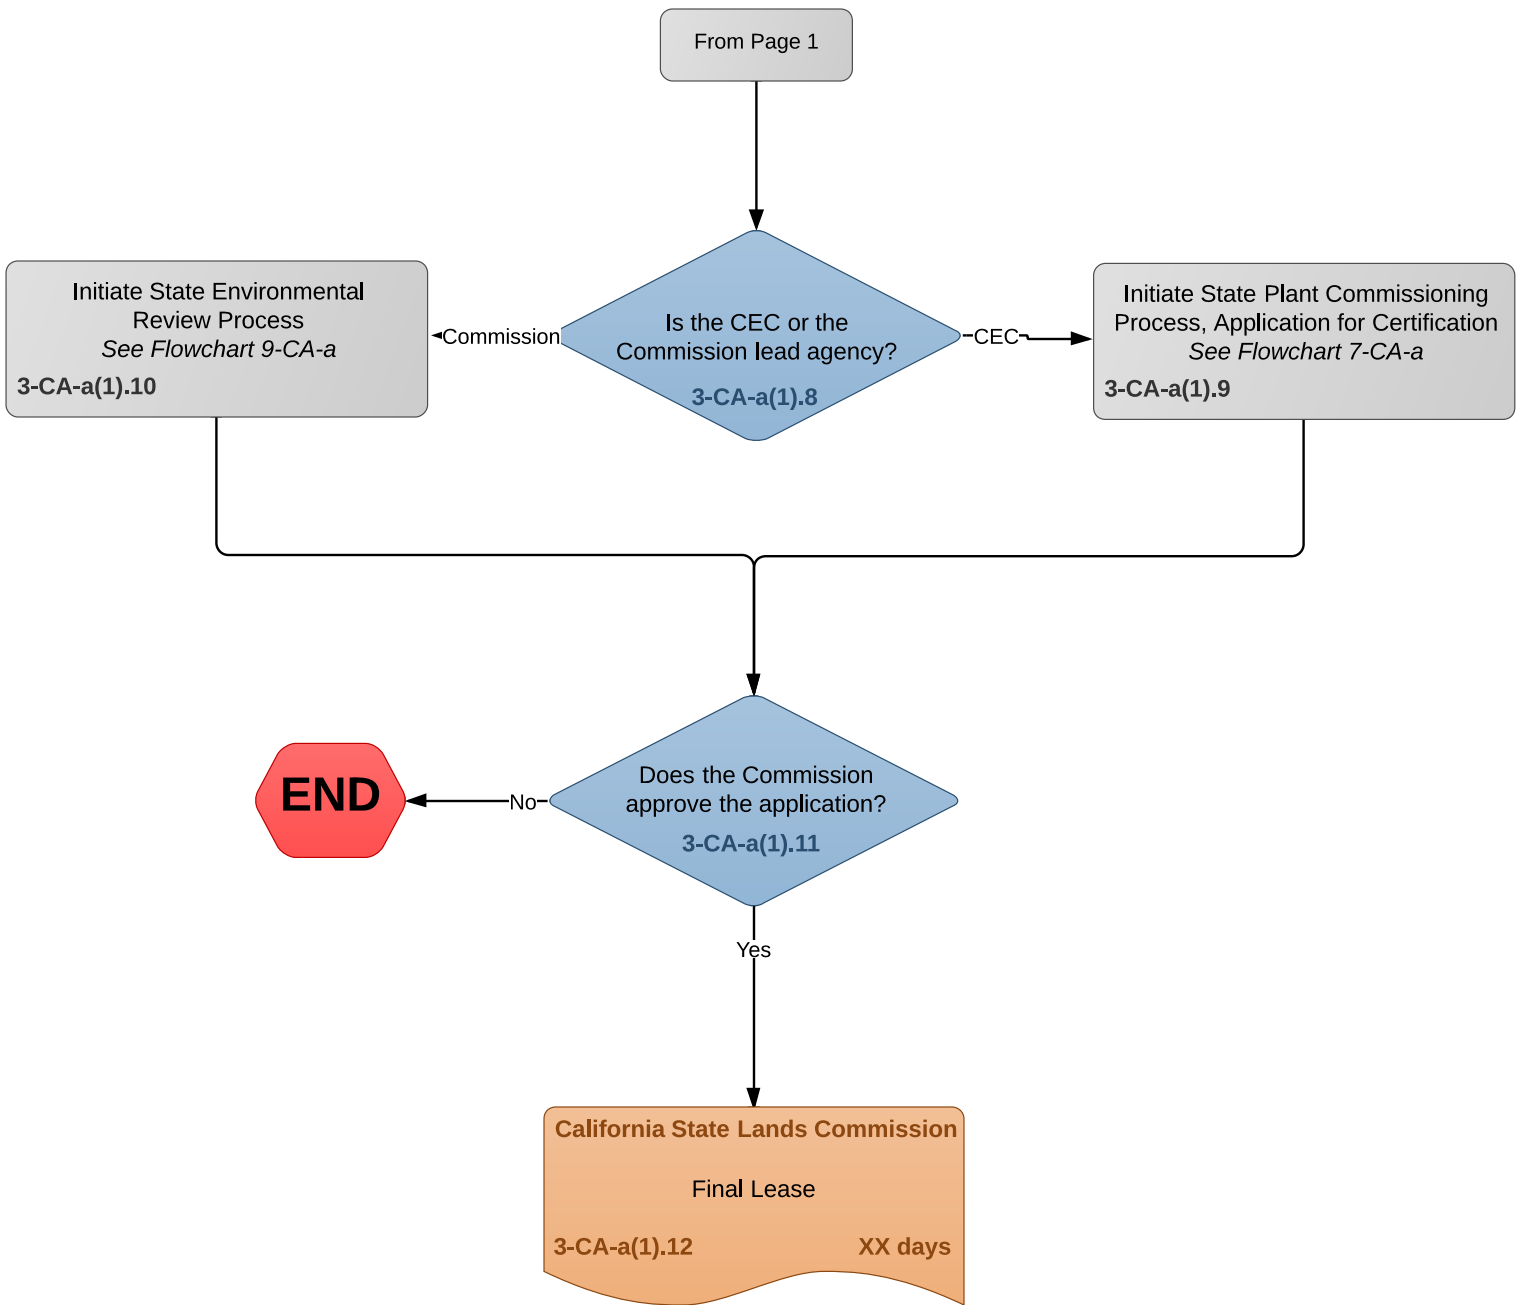 From Page 1
Initiate State Environmental
Review Process
See Flowchart 9-CA-a
3-CA-a(1).10
Commission
Is the CEC or the
Commission lead agency?
3-CA-a(1).8
CEC
Initiate State Plant Commissioning
Process, Application for Certification
See Flowchart 7-CA-a
3-CA-a(1).9
END
No
Does the Commission
approve the application?
3-CA-a(1).11
Yes
California State Lands Commission
Final Lease
3-CA-a(1).12 XX days